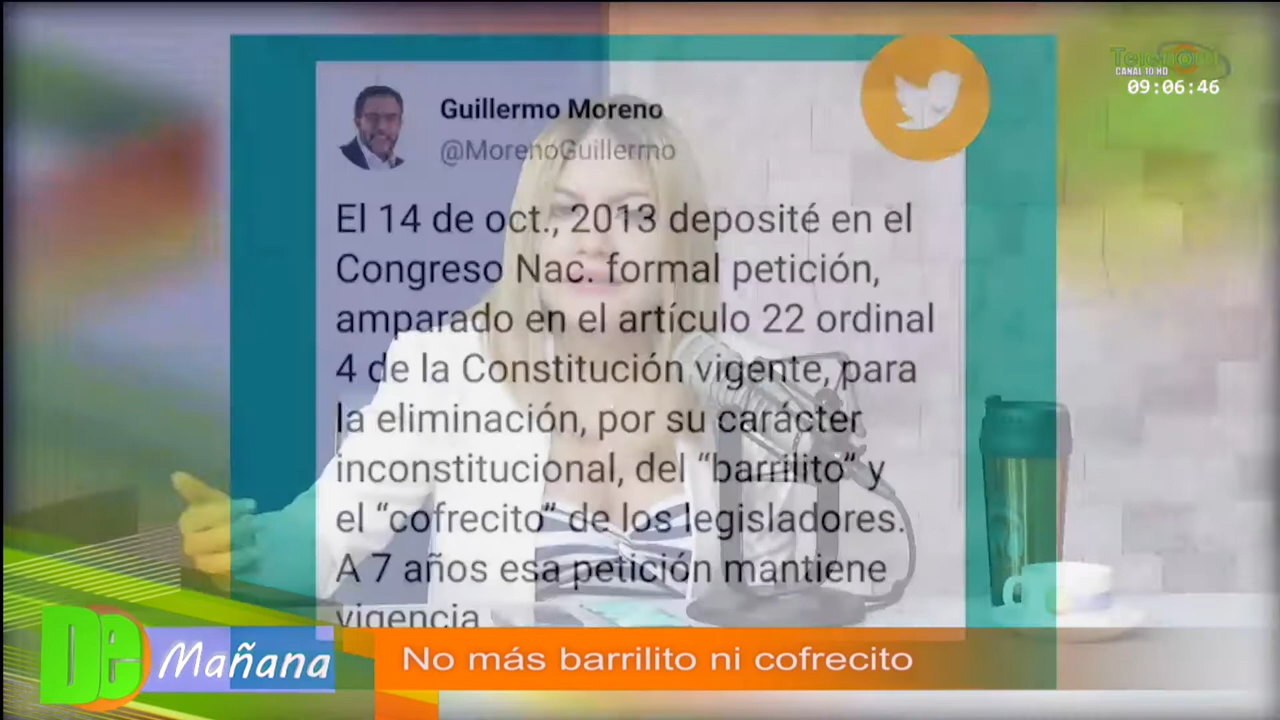 Telenord
CANAL 10 HD
09:06:46
Guillermo Moreno
@MorenoGuillermo
El 14 de oct., 2013 deposité en el
Congreso Nac. formal petición,
amparado en el artículo 22 ordinal
4 de la Constitución vigente, para
la eliminación, por su carácter
inconstitucional, del “barrilito” y
el “cofrecito” de los legisladores.
A 7 años esa petición mantiene
vigencia
De Mañana
No más barrilito ni cofrecito